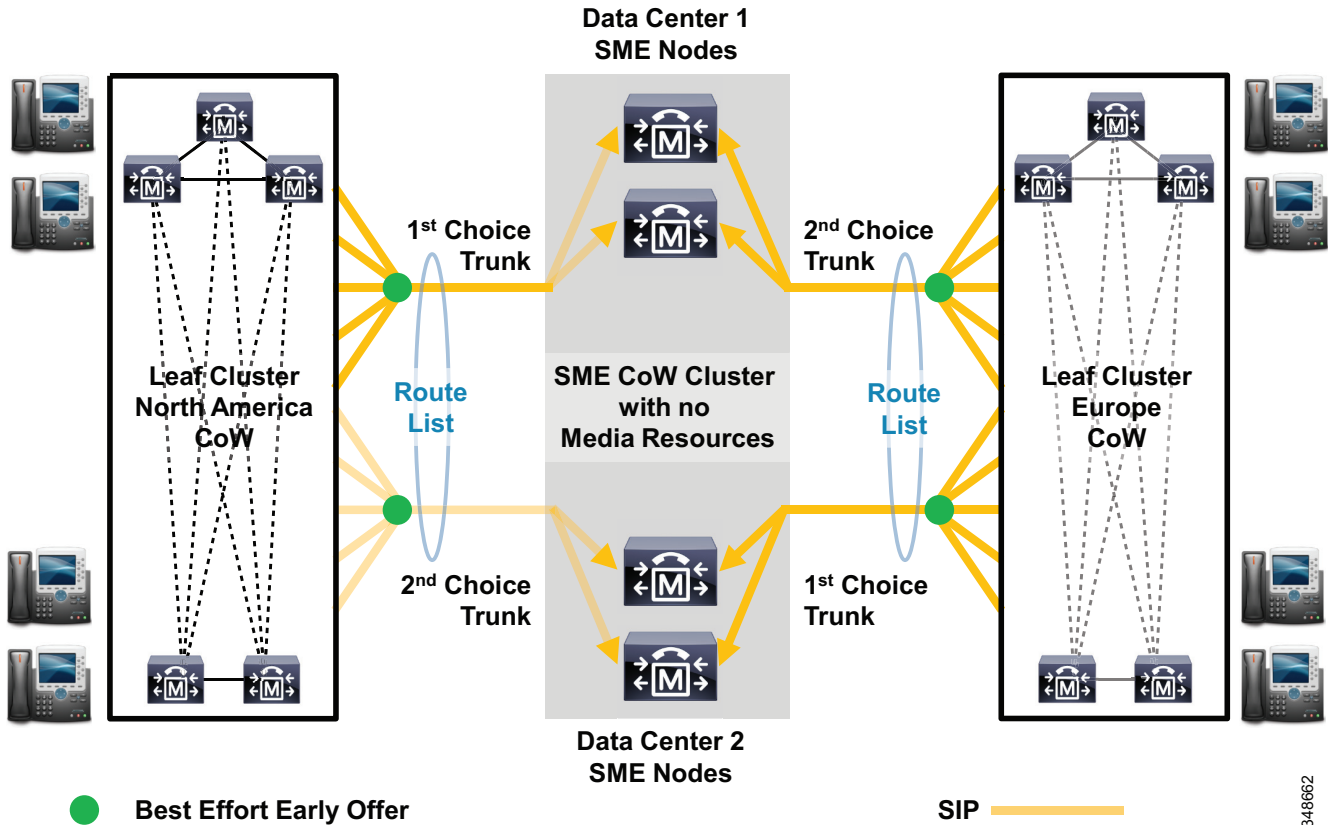 Data Center 1
SME Nodes
M
M
M
M
M
M
M
M
1st Choice
Trunk
2nd Choice
Trunk
Leaf Cluster
North America
CoW
Route
List
SME CoW Cluster
with no
Media Resources
Route
List
Leaf Cluster
Europe
CoW
2nd Choice
Trunk
M
M
1st Choice
Trunk
M
M
M
M
Data Center 2
SME Nodes
Best Effort Early Offer
SIP
348662